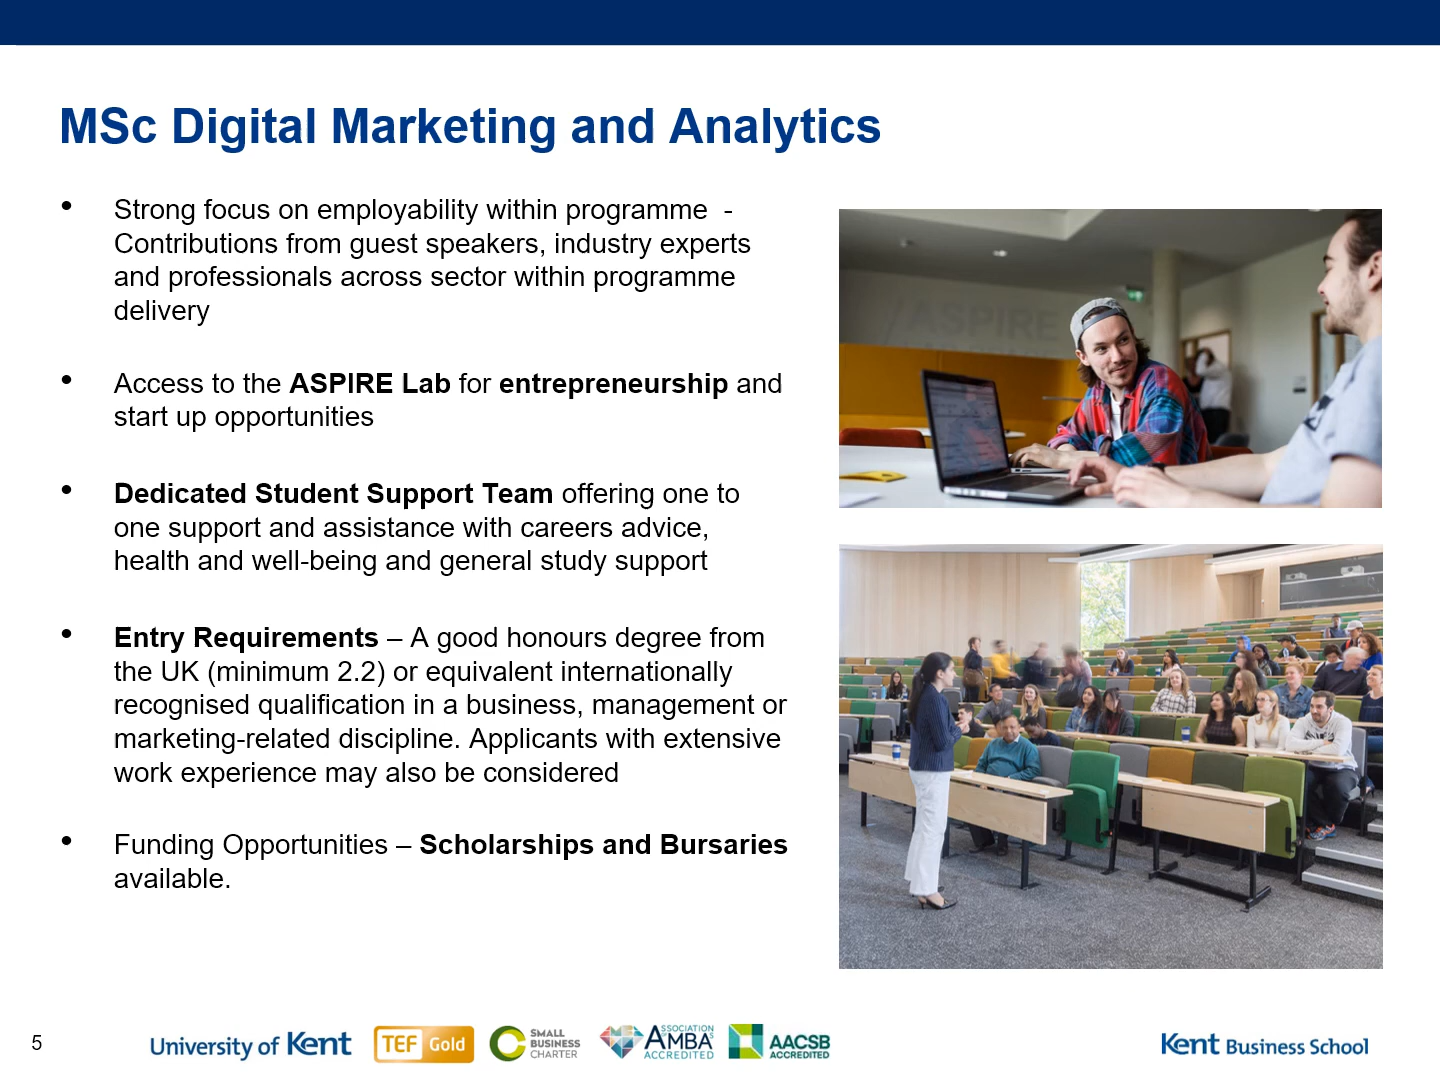 MSc Digital Marketing and Analytics
• Strong focus on employability within programme  -
Contributions from guest speakers, industry experts
and professionals across sector within programme
delivery
• Access to the ASPIRE Lab for entrepreneurship and
start up opportunities
• Dedicated Student Support Team offering one to
one support and assistance with careers advice,
health and well-being and general study support
• Entry Requirements – A good honours degree from
the UK (minimum 2.2) or equivalent internationally
recognised qualification in a business, management or
marketing-related discipline. Applicants with extensive
work experience may also be considered
• Funding Opportunities – Scholarships and Bursaries
available.
ASPIRE
5
University of Kent
TEF Gold
SMALL
BUSINESS
CHARTER
ASSOCIATION
AMBA
ACCREDITED
AACSB
ACCREDITED
Kent Business School